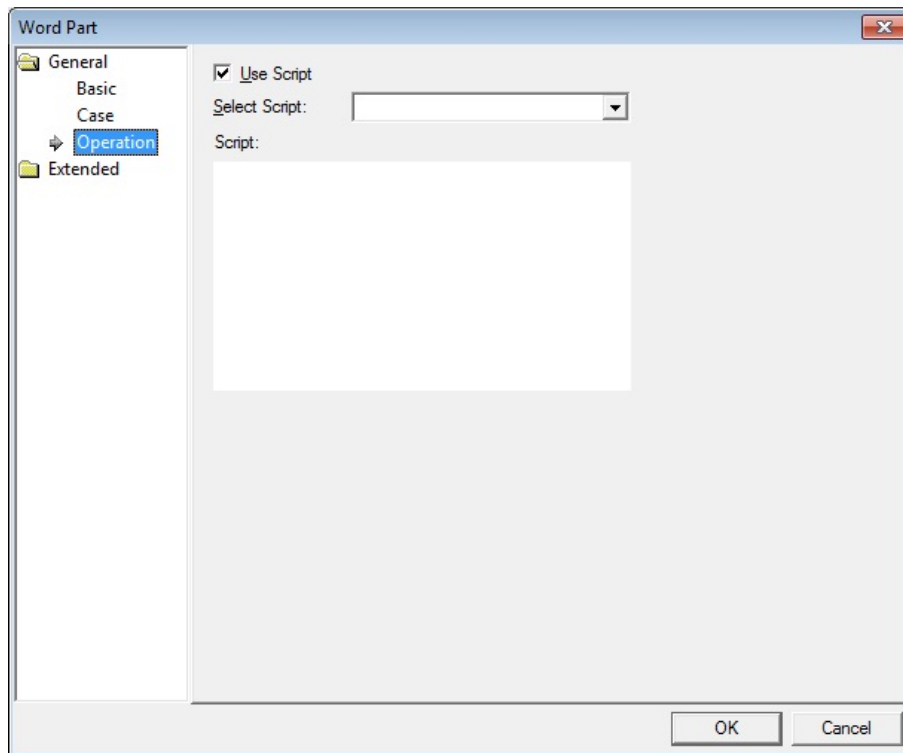 Word Part
General
Basic
Case
Operation
Extended
Use Script
Select Script:
Script:
OK
Cancel